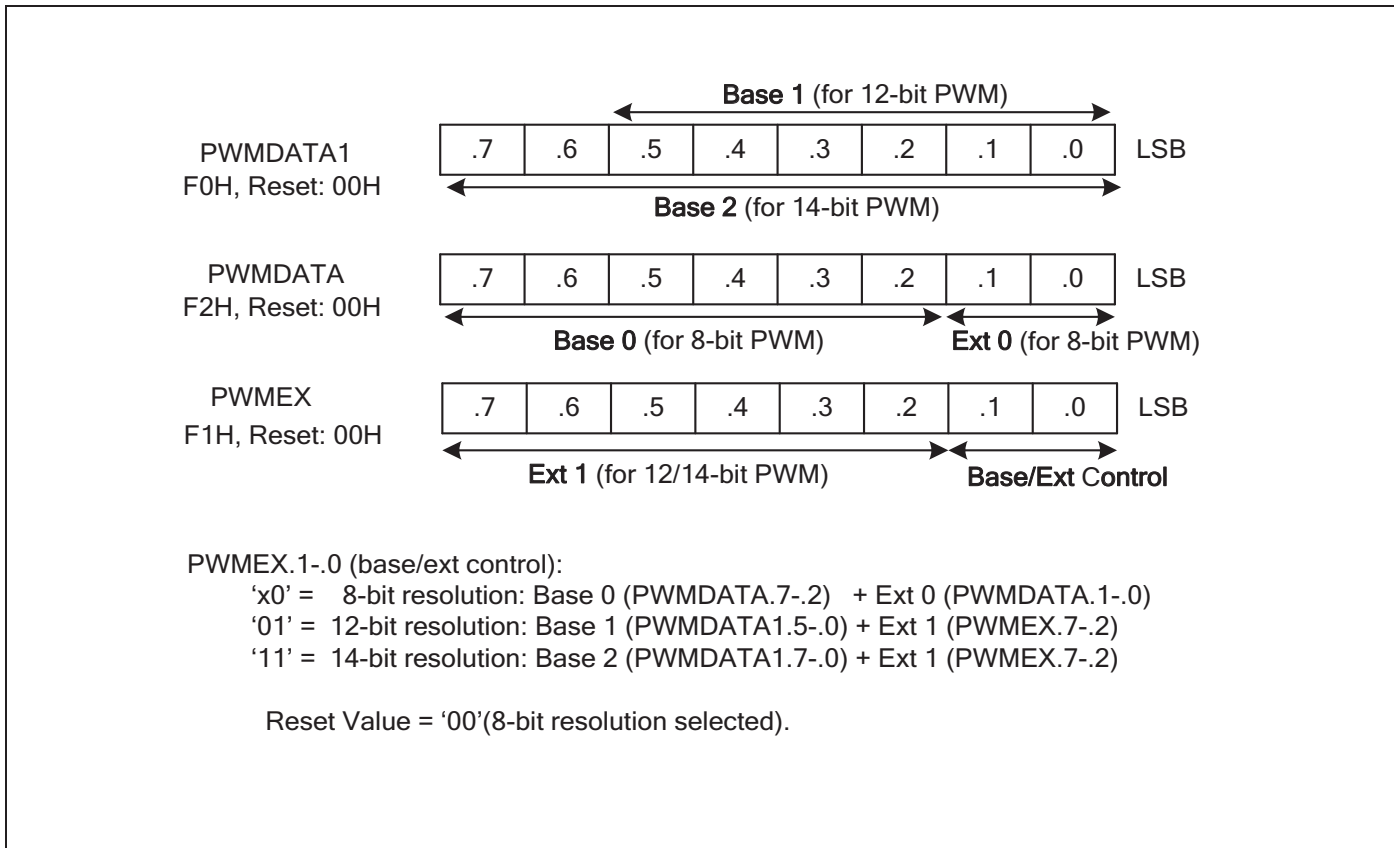 Base 1 (for 12-bit PWM)
PWMDATA1
F0H, Reset: 00H
.7 .6 .5 .4 .3 .2 .1 .0 LSB
Base 2 (for 14-bit PWM)
PWMDATA
F2H, Reset: 00H
.7 .6 .5 .4 .3 .2 .1 .0 LSB
Base 0 (for 8-bit PWM) Ext 0 (for 8-bit PWM)
PWMEX
F1H, Reset: 00H
.7 .6 .5 .4 .3 .2 .1 .0 LSB
Ext 1 (for 12/14-bit PWM) Base/Ext Control
PWMEX.1-.0 (base/ext control):
‘x0’ = 8-bit resolution: Base 0 (PWMDATA.7-.2) + Ext 0 (PWMDATA.1-.0)
‘01’ = 12-bit resolution: Base 1 (PWMDATA1.5-.0) + Ext 1 (PWMEX.7-.2)
‘11’ = 14-bit resolution: Base 2 (PWMDATA1.7-.0) + Ext 1 (PWMEX.7-.2)
Reset Value = ‘00’(8-bit resolution selected).